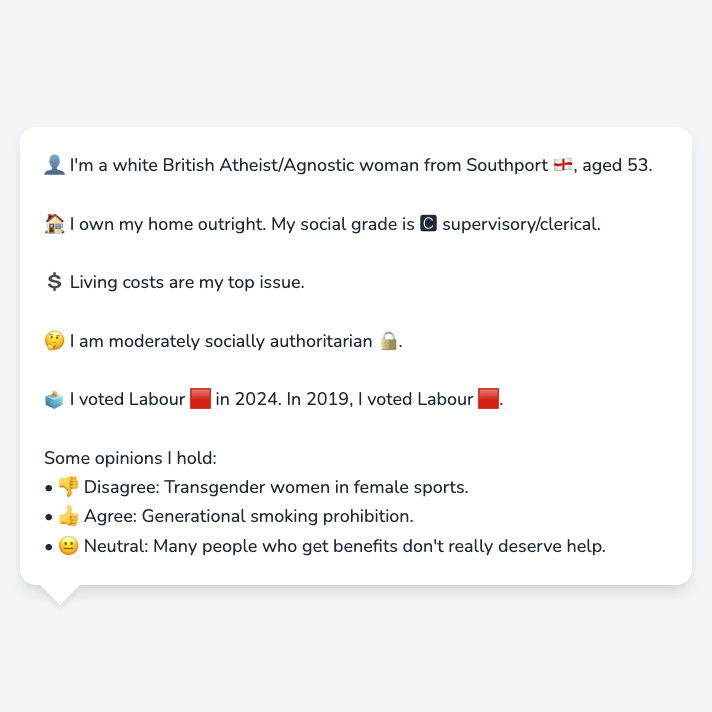 👤 I'm a white British Atheist/Agnostic woman from Southport 🏴󠁧󠁢󠁥󠁮󠁧󠁿, aged 53.
🏠 I own my home outright. My social grade is 🅲 supervisory/clerical.
💲 Living costs are my top issue.
🤔 I am moderately socially authoritarian 🔒.
🗳️ I voted Labour 🟥 in 2024. In 2019, I voted Labour 🟥.
Some opinions I hold:
• 👎 Disagree: Transgender women in female sports.
• 👍 Agree: Generational smoking prohibition.
• 😐 Neutral: Many people who get benefits don't really deserve help.